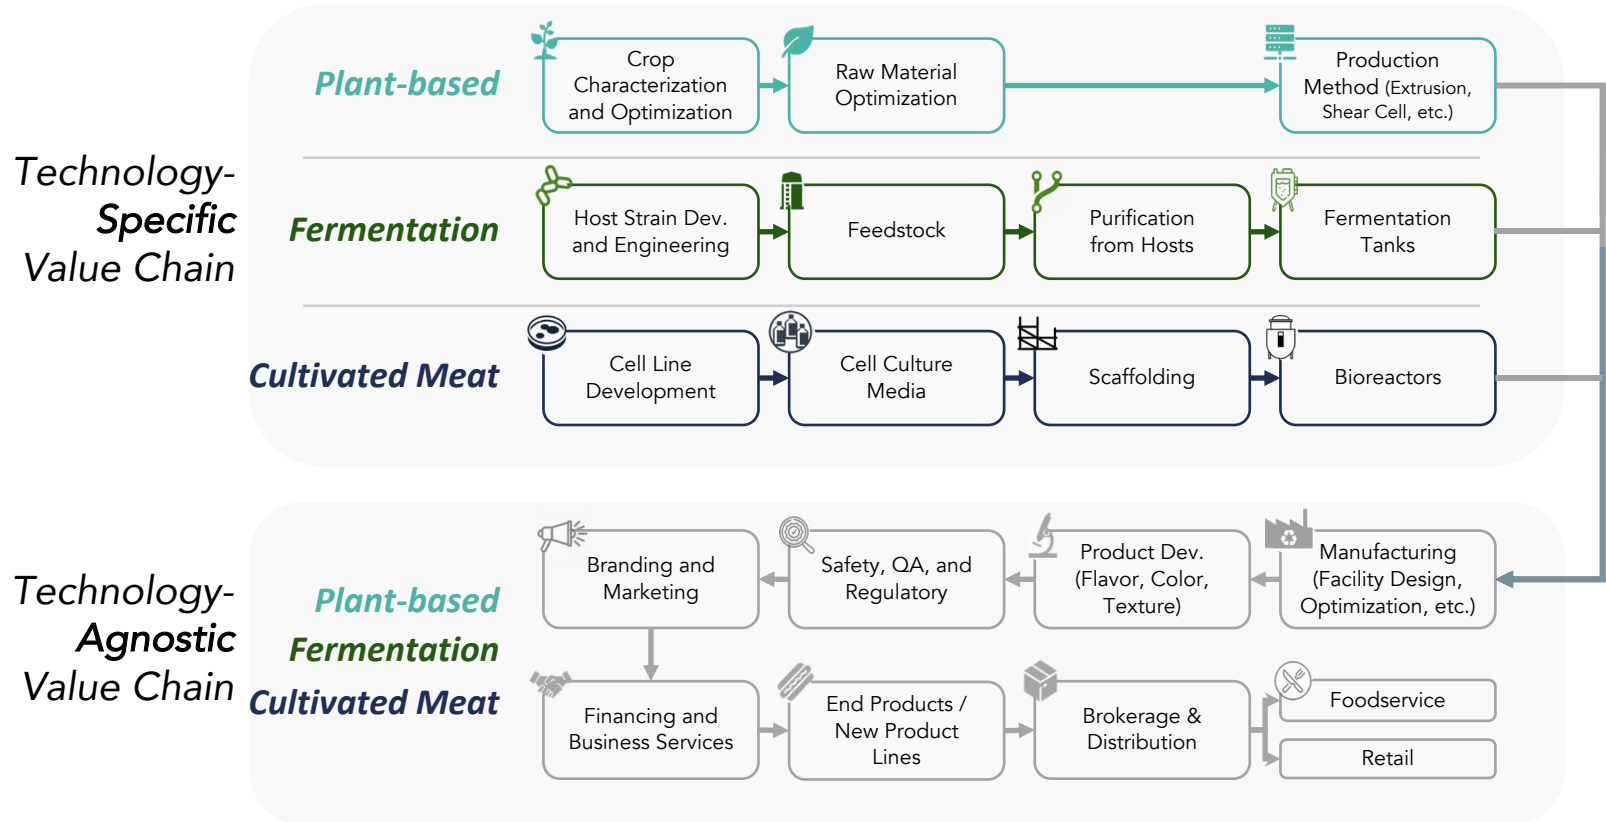 Technology-
Specific
Value Chain
Plant-based
Crop
Characterization
and Optimization
Raw Material
Optimization
Production
Method (Extrusion,
Shear Cell, etc.)
Fermentation
Host Strain Dev.
and Engineering
Feedstock
Purification
from Hosts
Fermentation
Tanks
Cultivated Meat
Cell Line
Development
Cell Culture
Media
Scaffolding
Bioreactors
Technology-
Agnostic
Value Chain
Plant-based
Fermentation
Cultivated Meat
Branding and
Marketing
Safety, QA, and
Regulatory
Product Dev.
(Flavor, Color,
Texture)
Manufacturing
(Facility Design,
Optimization, etc.)
Financing and
Business Services
End Products /
New Product
Lines
Brokerage &
Distribution
Foodservice
Retail